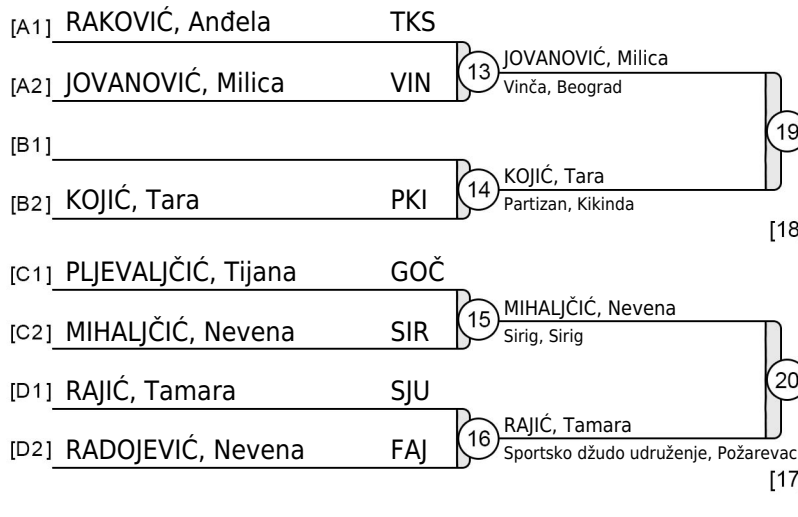 [A1] RAKOVIĆ, Anđela TKS
[A2] JOVANOVIĆ, Milica VIN
13 JOVANOVIĆ, Milica
Vinča, Beograd
19
[B1]
[B2] KOJIĆ, Tara PKI
14 KOJIĆ, Tara
Partizan, Kikinda
[18
[C1] PLJEVALJČIĆ, Tijana GOČ
[C2] MIHALJČIĆ, Nevena SIR
15 MIHALJČIĆ, Nevena
Sirig, Sirig
20
[D1] RAJIĆ, Tamara SJU
[D2] RADOJEVIĆ, Nevena FAJ
16 RAJIĆ, Tamara
Sportsko džudo udruženje, Požarevac
[17